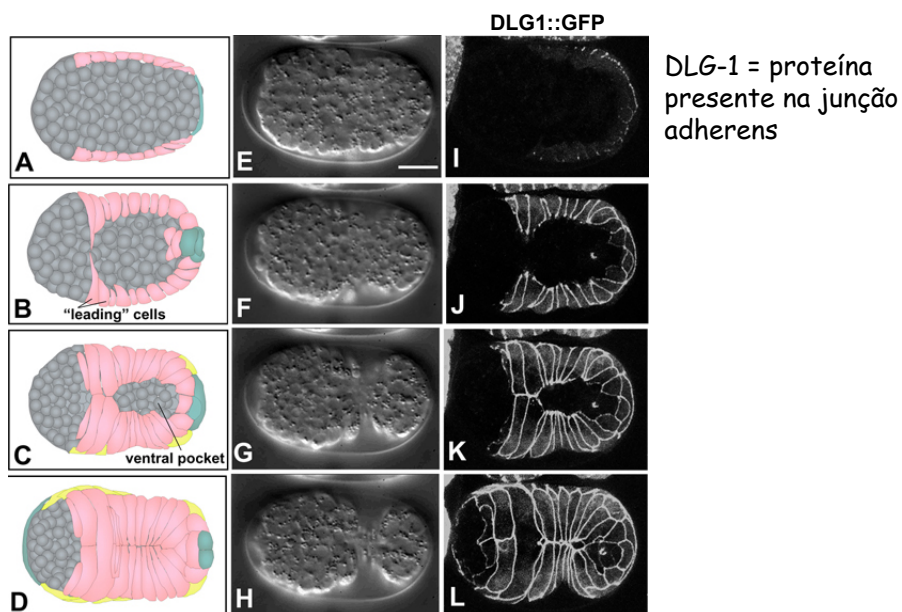 DLG1::GFP
DLG-1 = proteína
presente na junção
adherens
A
E
I
B
"leading" cells
F
J
C
ventral pocket
G
K
D
H
L